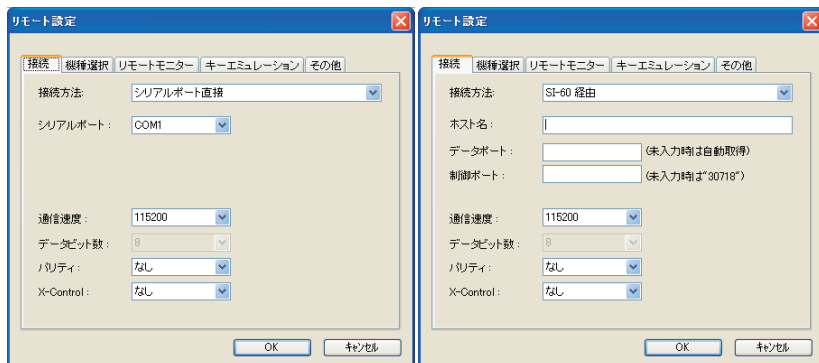 リモート設定
接続 機種選択 リモートモニター キーエミュレーション その他
接続方法: シリアルポート直接
シリアルポート: COM1
通信速度: 115200
データビット数: 8
パリティ: なし
X-Control: なし
OK キャンセル
リモート設定
接続 機種選択 リモートモニター キーエミュレーション その他
接続方法: SI-60 経由
ホスト名:
データポート: (未入力時は自動取得)
制御ポート: (未入力時は"30718")
通信速度: 115200
データビット数: 8
パリティ: なし
X-Control: なし
OK キャンセル